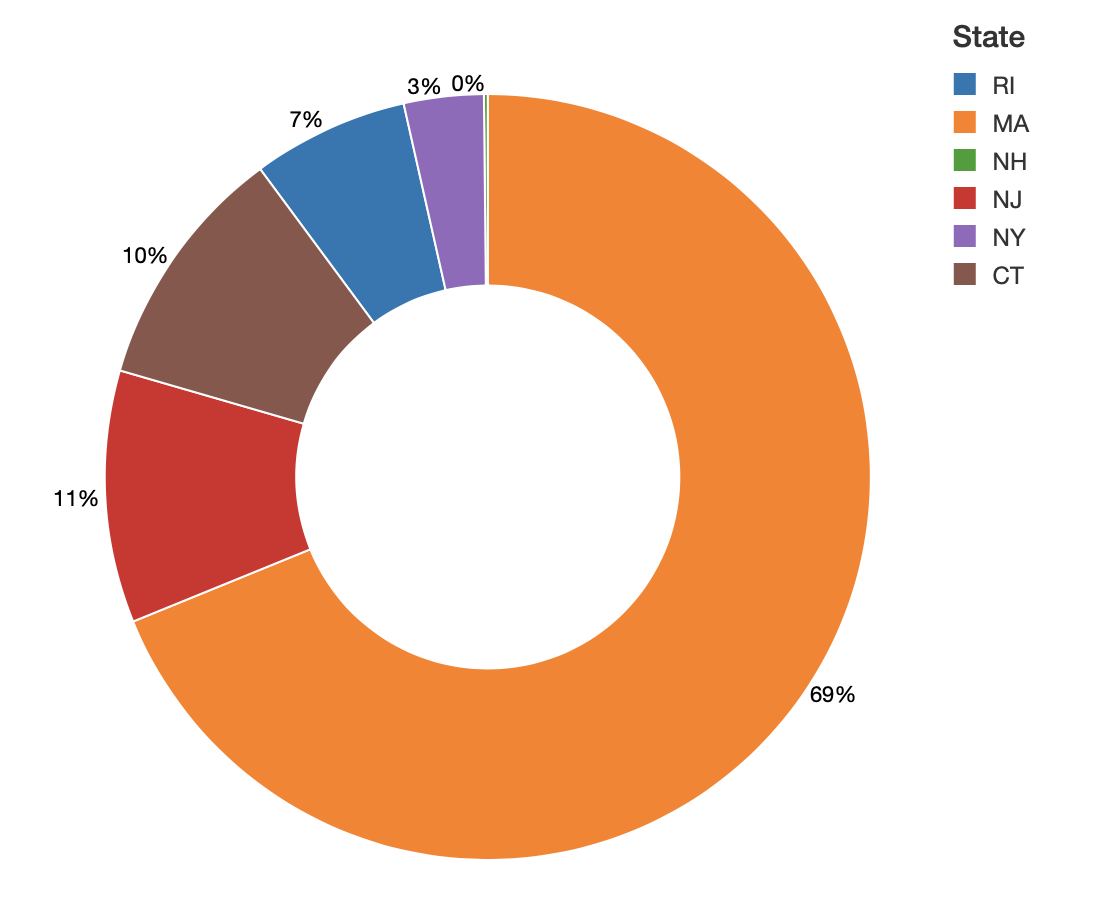 State
RI
MA
NH
NJ
NY
CT
3% 0%
7%
10%
11%
69%